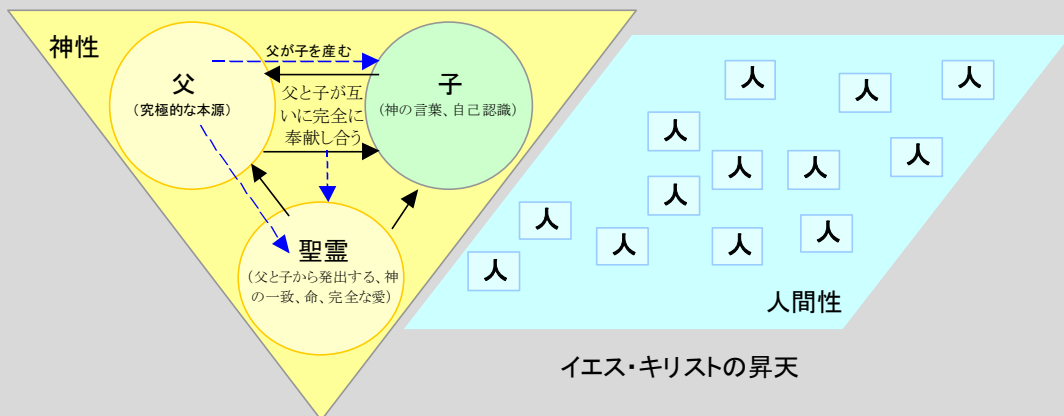 神性
父が子を産む
父
(究極的な本源)
子
(神の言葉、自己認識)
父と子が互
いに完全に
奉献し合う
聖霊
(父と子から発出する、神
の一致、命、完全な愛)
人
人
人
人
人
人
人
人
人
人
人
人
人
人間性
イエス・キリストの昇天